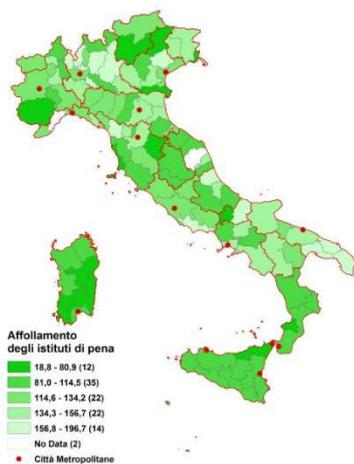 Affollamento
degli istituti di pena
18,8 - 80,9 (12)
81,0 - 114,5 (35)
114,6 - 134,2 (22)
134,3 - 156,7 (22)
156,8 - 196,7 (14)
No Data (2)
Città Metropolitane